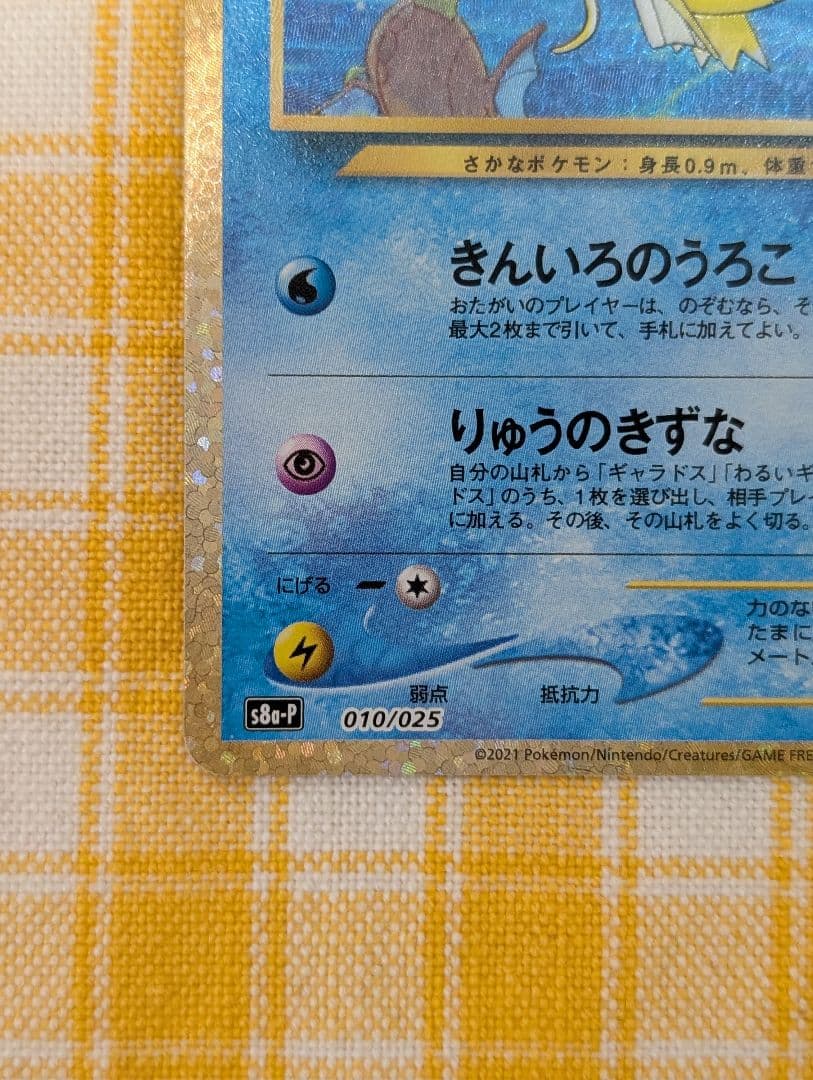 さかなポケモン：身長0.9m、体重
きんいろのうろこ
おたがいのプレイヤーは、のぞむなら、そ
最大2枚まで引いて、手札に加えてよい。
りゅうのきずな
自分の山札から「ギャラドス」「わるいギ
ドス」のうち、1枚を選び出し、相手プレ
に加える。その後、その山札をよく切る。
にげる
力のな
たまに
メート
弱点 抵抗力
s8a-P 010/025
©2021 Pokémon/Nintendo/Creatures/GAME FRE